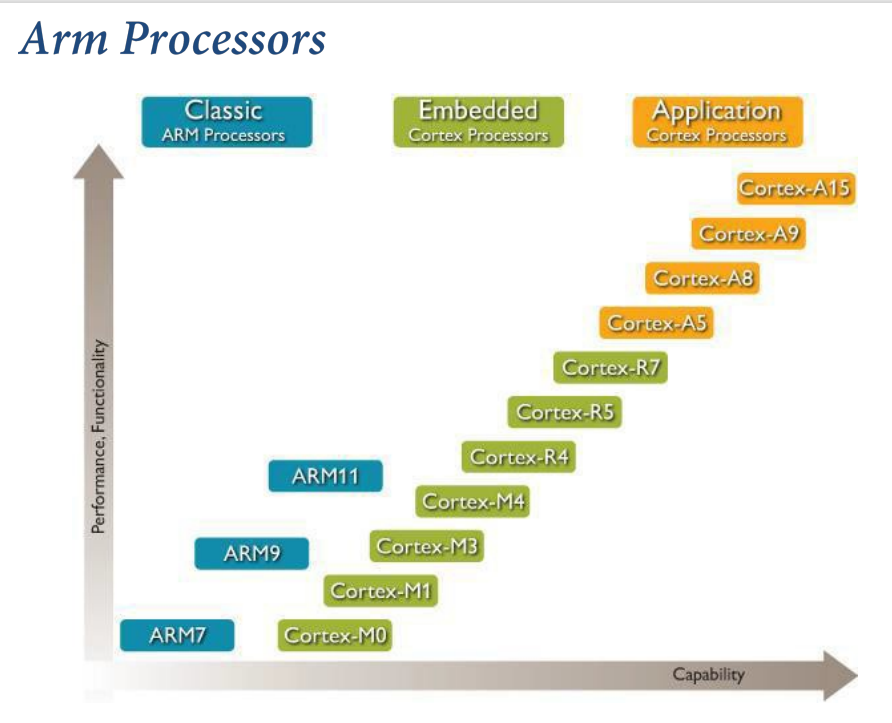 Arm Processors
Classic
ARM Processors
Embedded
Cortex Processors
Application
Cortex Processors
Cortex-A15
Cortex-A9
Cortex-A8
Cortex-A5
Cortex-R7
Cortex-R5
Cortex-R4
ARM11
Cortex-M4
Cortex-M3
ARM9
Cortex-M1
ARM7
Cortex-M0
Performance, Functionality
Capability